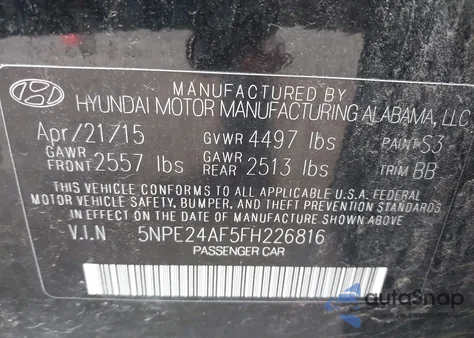 MANUFACTURED BY
HYUNDAI MOTOR MANUFACTURING ALABAMA, LLC
Apr/21/15 GVWR 4497 lbs PAINT S3
GAWR FRONT 2557 lbs GAWR REAR 2513 lbs TRIM BB
THIS VEHICLE CONFORMS TO ALL APPLICABLE U.S.A. FEDERAL
MOTOR VEHICLE SAFETY, BUMPER, AND THEFT PREVENTION STANDARDS
IN EFFECT ON THE DATE OF MANUFACTURE SHOWN ABOVE.
V.I.N 5NPE24AF5FH226816
PASSENGER CAR
autoSnap